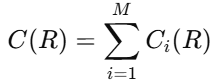 C(R) = \sum_{i=1}^{M} C_i(R)